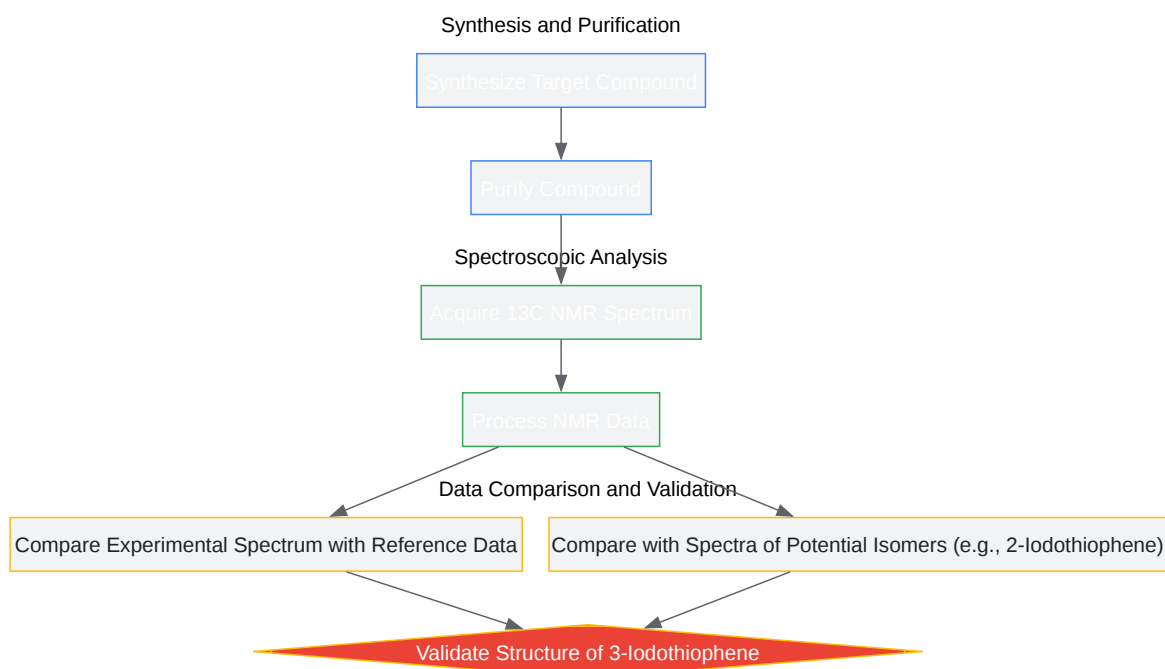 Synthesis and Purification
Synthesize Target Compound
Purify Compound
Spectroscopic Analysis
Acquire 13C NMR Spectrum
Process NMR Data
Data Comparison and Validation
Compare Experimental Spectrum with Reference Data
Compare with Spectra of Potential Isomers (e.g., 2-Iodothiophene)
Validate Structure of 3-Iodothiophene